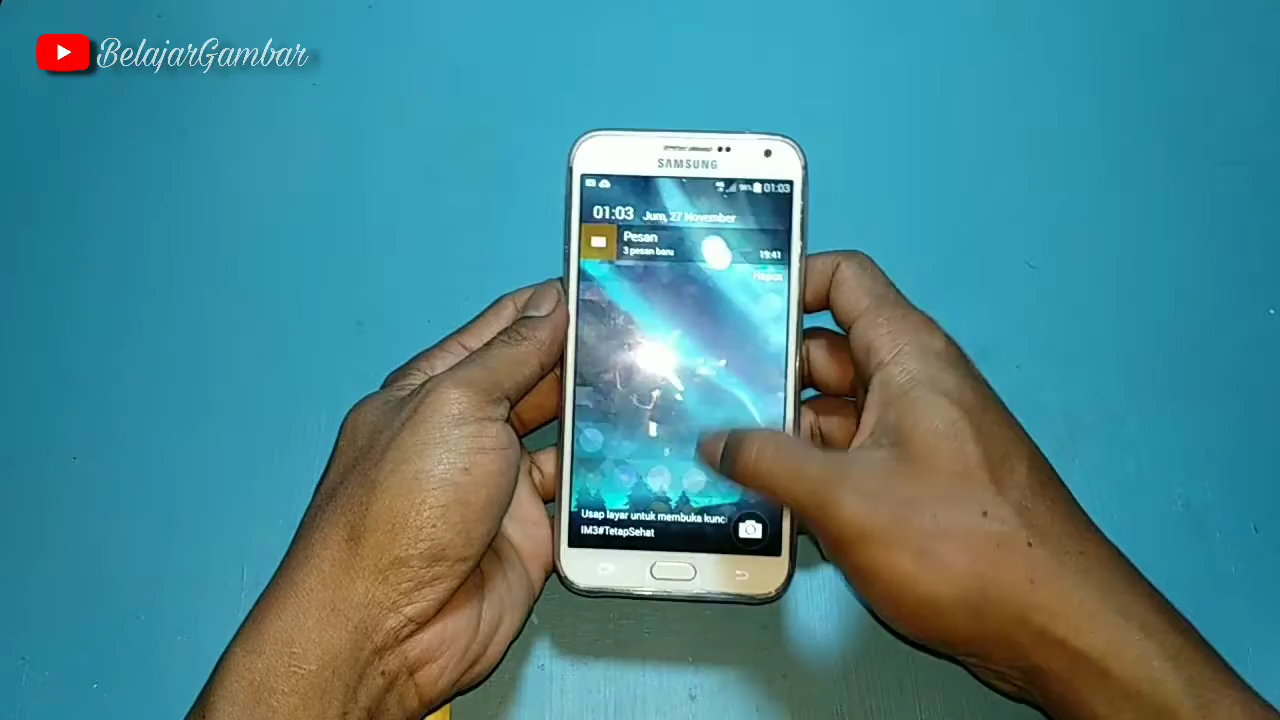 BelajarGambar
SAMSUNG
01:03
01:03 Jum, 27 November
Pesan
3 pesan baru
19:41
Hapus
Usap layar untuk membuka kunc
IM3#TetapSehat